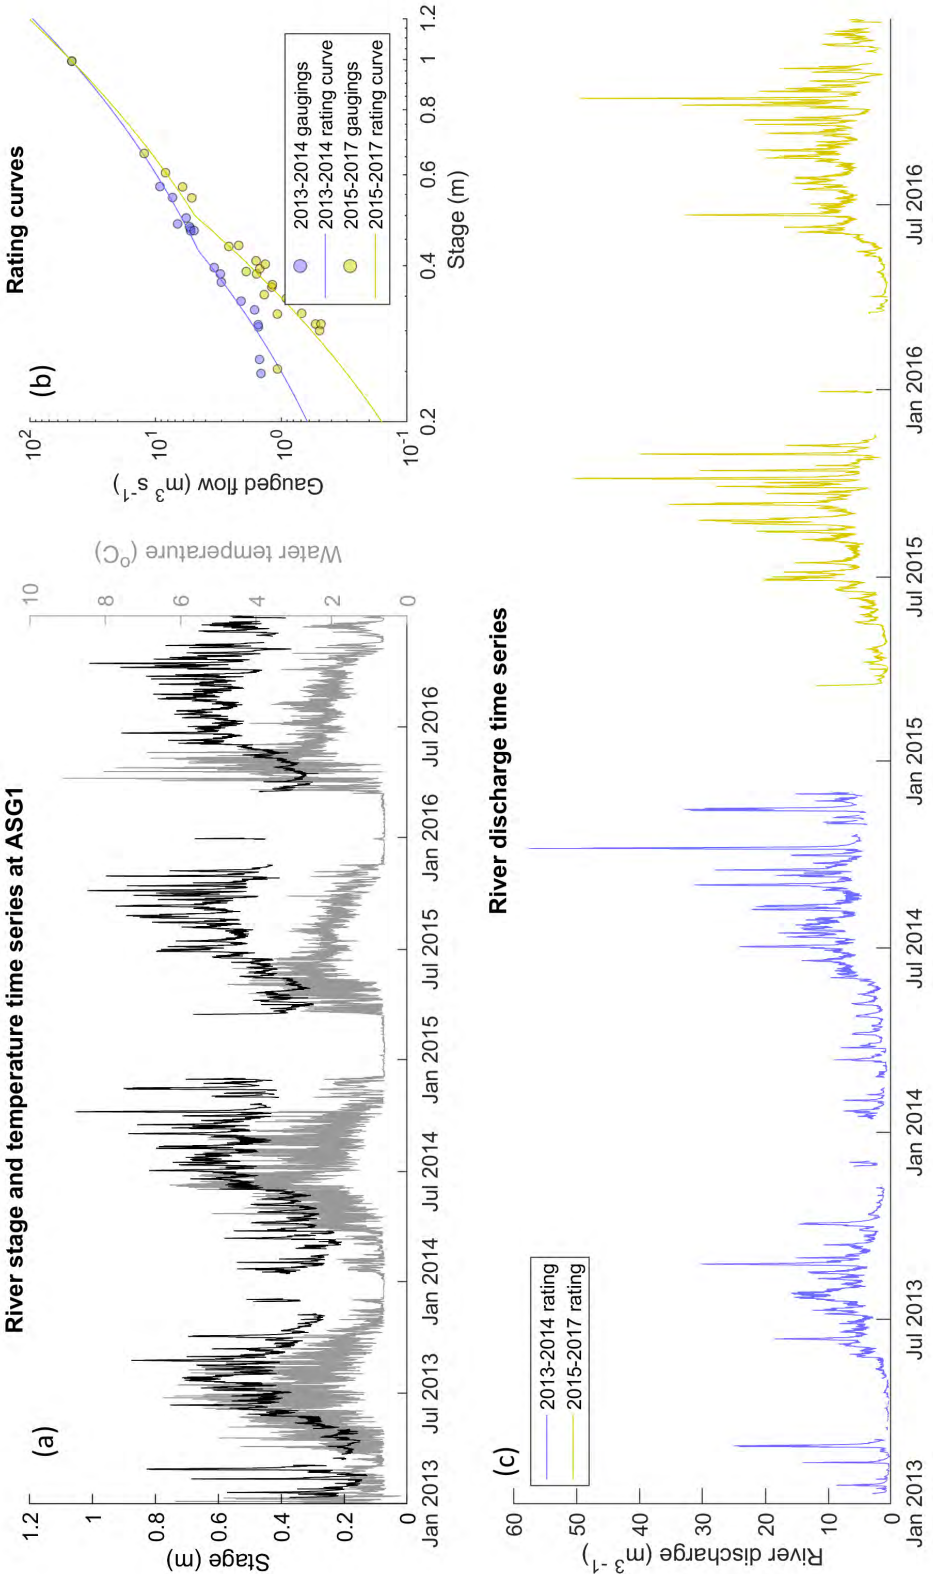 River stage and temperature time series at ASG1
(a)
1.2
1
0.8
0.6
0.4
0.2
0
Stage (m)
10
8
6
4
2
0
Water temperature (°C)
Jan 2013
Jul 2013
Jan 2014
Jul 2014
Jan 2015
Jul 2015
Jan 2016
Jul 2016
Rating curves
(b)
10²
10¹
10⁰
10⁻¹
Gauged flow (m³ s⁻¹)
0.2
0.4
0.6
0.8
1
1.2
Stage (m)
2013-2014 gaugings
2013-2014 rating curve
2015-2017 gaugings
2015-2017 rating curve
River discharge time series
(c)
2013-2014 rating
2015-2017 rating
60
50
40
30
20
10
0
River discharge (m³ ⁻¹)
Jan 2013
Jul 2013
Jan 2014
Jul 2014
Jan 2015
Jul 2015
Jan 2016
Jul 2016